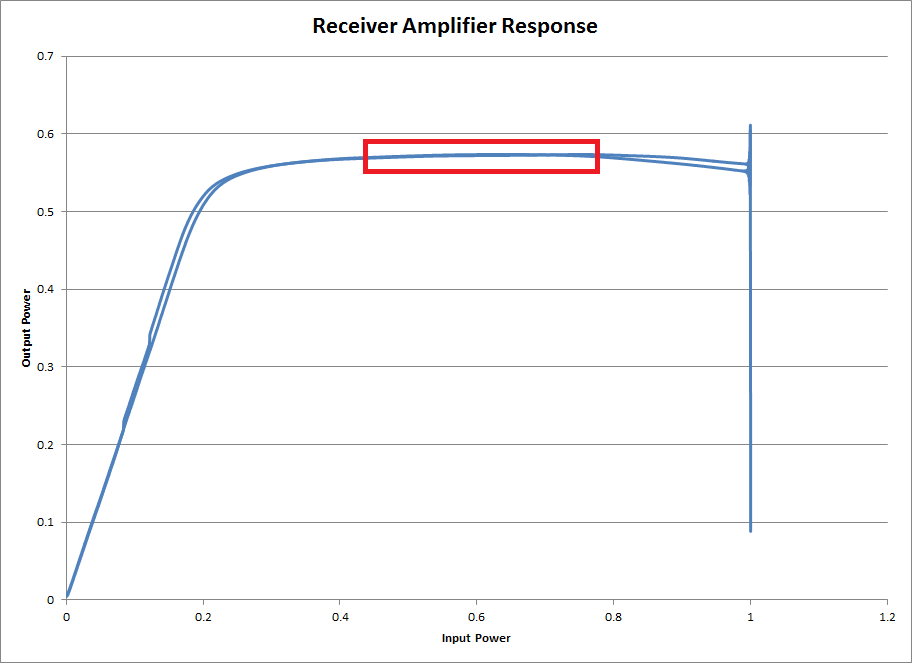 Receiver Amplifier Response
0.7
0.6
0.5
0.4
0.3
0.2
0.1
0
Output Power
0 0.2 0.4 0.6 0.8 1 1.2
Input Power